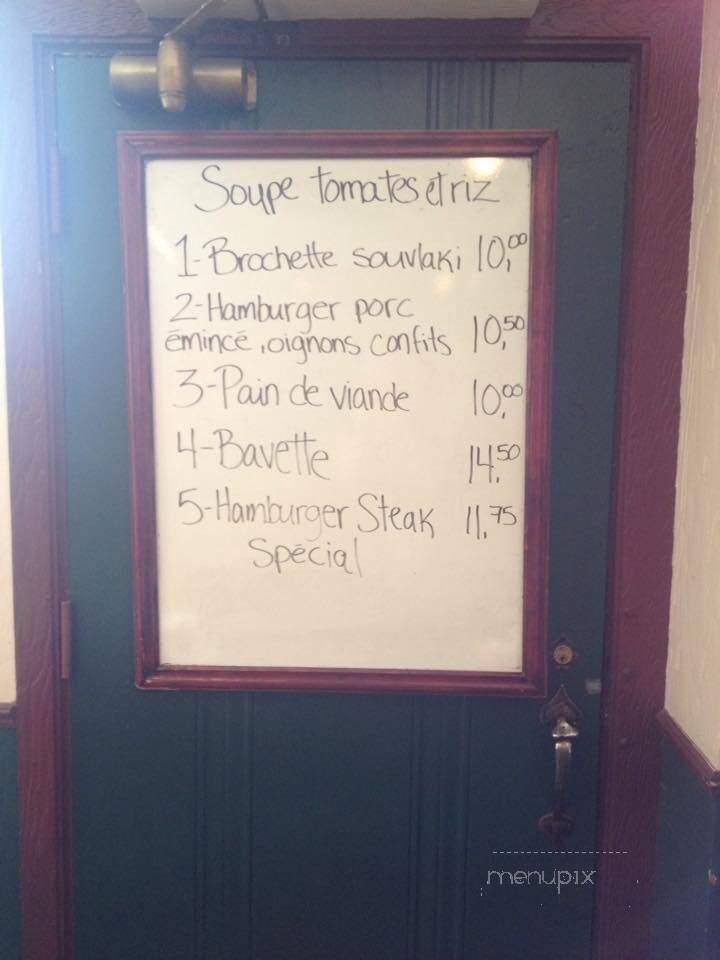 Soupe tomates et riz
1-Brochette souvlaki 10,00
2-Hamburger porc
émincé, oignons confits 10,50
3-Pain de viande 10,00
4-Bavette 14,50
5-Hamburger Steak 11,75
Spécial
menupix